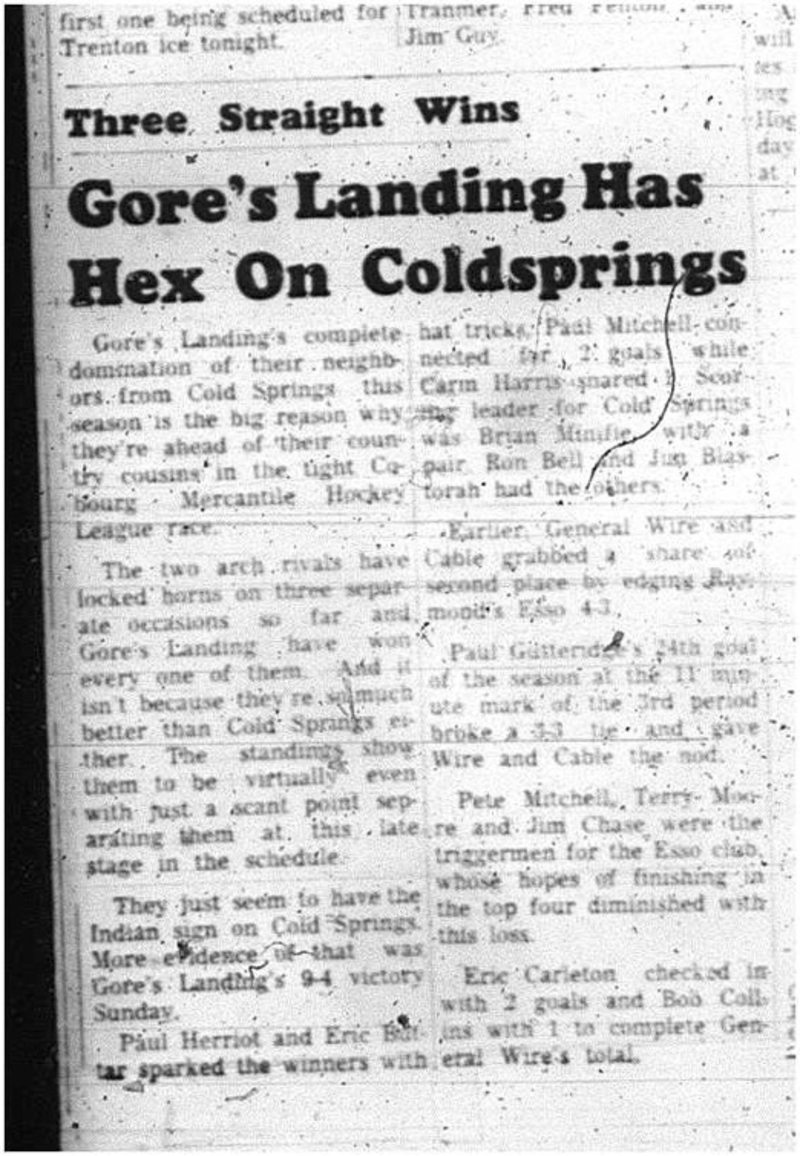 first one being scheduled for
Trenton ice tonight.
Tranmer, Fred Fenton and
Jim Guy.
Three Straight Wins
Gore's Landing Has
Hex On Coldsprings
Gore's Landing's complete
domination of their neighb-
ors from Cold Springs this
season is the big reason why
they're ahead of their coun-
try cousins in the tight Co-
bourg Mercantile Hockey
League race.
The two arch rivals have
locked horns on three separ-
ate occasions so far and
Gore's Landing have won
every one of them. And it
isn't because they're so much
better than Cold Springs ei-
ther. The standings show
them to be virtually even
with just a scant point sep-
arating them at this late
stage in the schedule.
They just seem to have the
Indian sign on Cold Springs.
More evidence of that was
Gore's Landing's 9-4 victory
Sunday.
Paul Herriot and Eric But-
tar sparked the winners with
hat tricks. Paul Mitchell con-
nected for 2 goals while
Carm Harris snared 1. Scor-
ing leader for Cold Springs
was Brian Minifie with a
pair. Ron Bell and Jim Blas-
torah had the others.
Earlier, General Wire and
Cable grabbed a share of
second place by edging Ray-
mond's Esso 4-3.
Paul Gutteridge's 24th goal
of the season at the 11 min-
ute mark of the 3rd period
broke a 3-3 tie and gave
Wire and Cable the nod.
Pete Mitchell, Terry Moo-
re and Jim Chase were the
triggermen for the Esso club,
whose hopes of finishing in
the top four diminished with
this loss.
Eric Carleton checked in
with 2 goals and Bob Coll-
ins with 1 to complete Gen-
eral Wire's total.
will
day
at